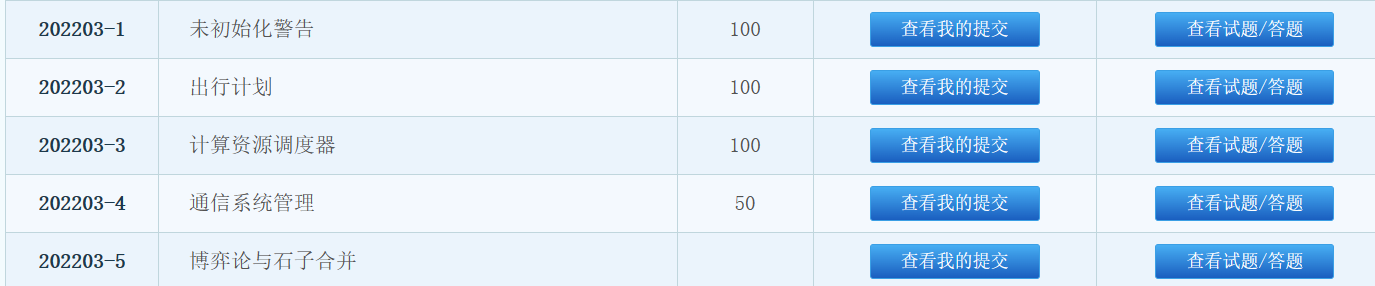 202203-1 未初始化警告 100 查看我的提交 查看试题/答题
202203-2 出行计划 100 查看我的提交 查看试题/答题
202203-3 计算资源调度器 100 查看我的提交 查看试题/答题
202203-4 通信系统管理 50 查看我的提交 查看试题/答题
202203-5 博弈论与石子合并 查看我的提交 查看试题/答题